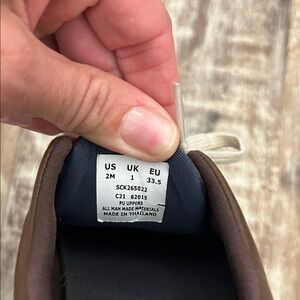 US UK EU
2M 1 33.5
SCK265022
C21 62015
PU UPPERS
ALL MAN MADE MATERIALS
MADE IN THAILAND